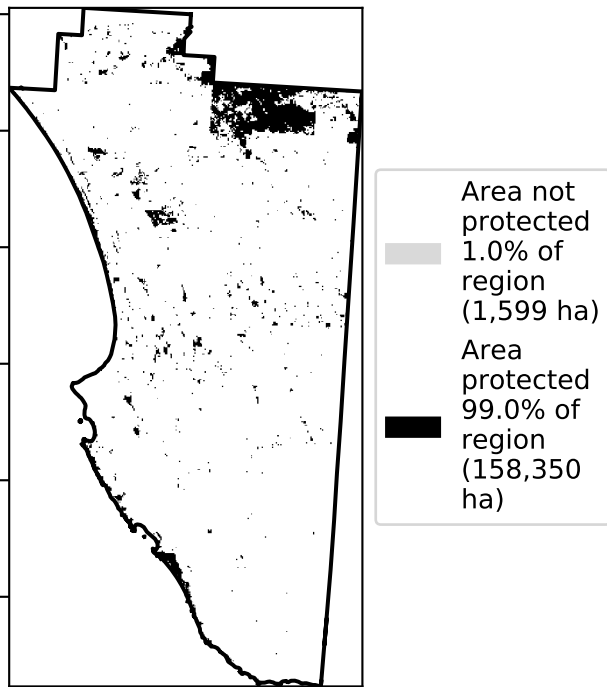 Area not
protected
1.0% of
region
(1,599 ha)
Area
protected
99.0% of
region
(158,350
ha)